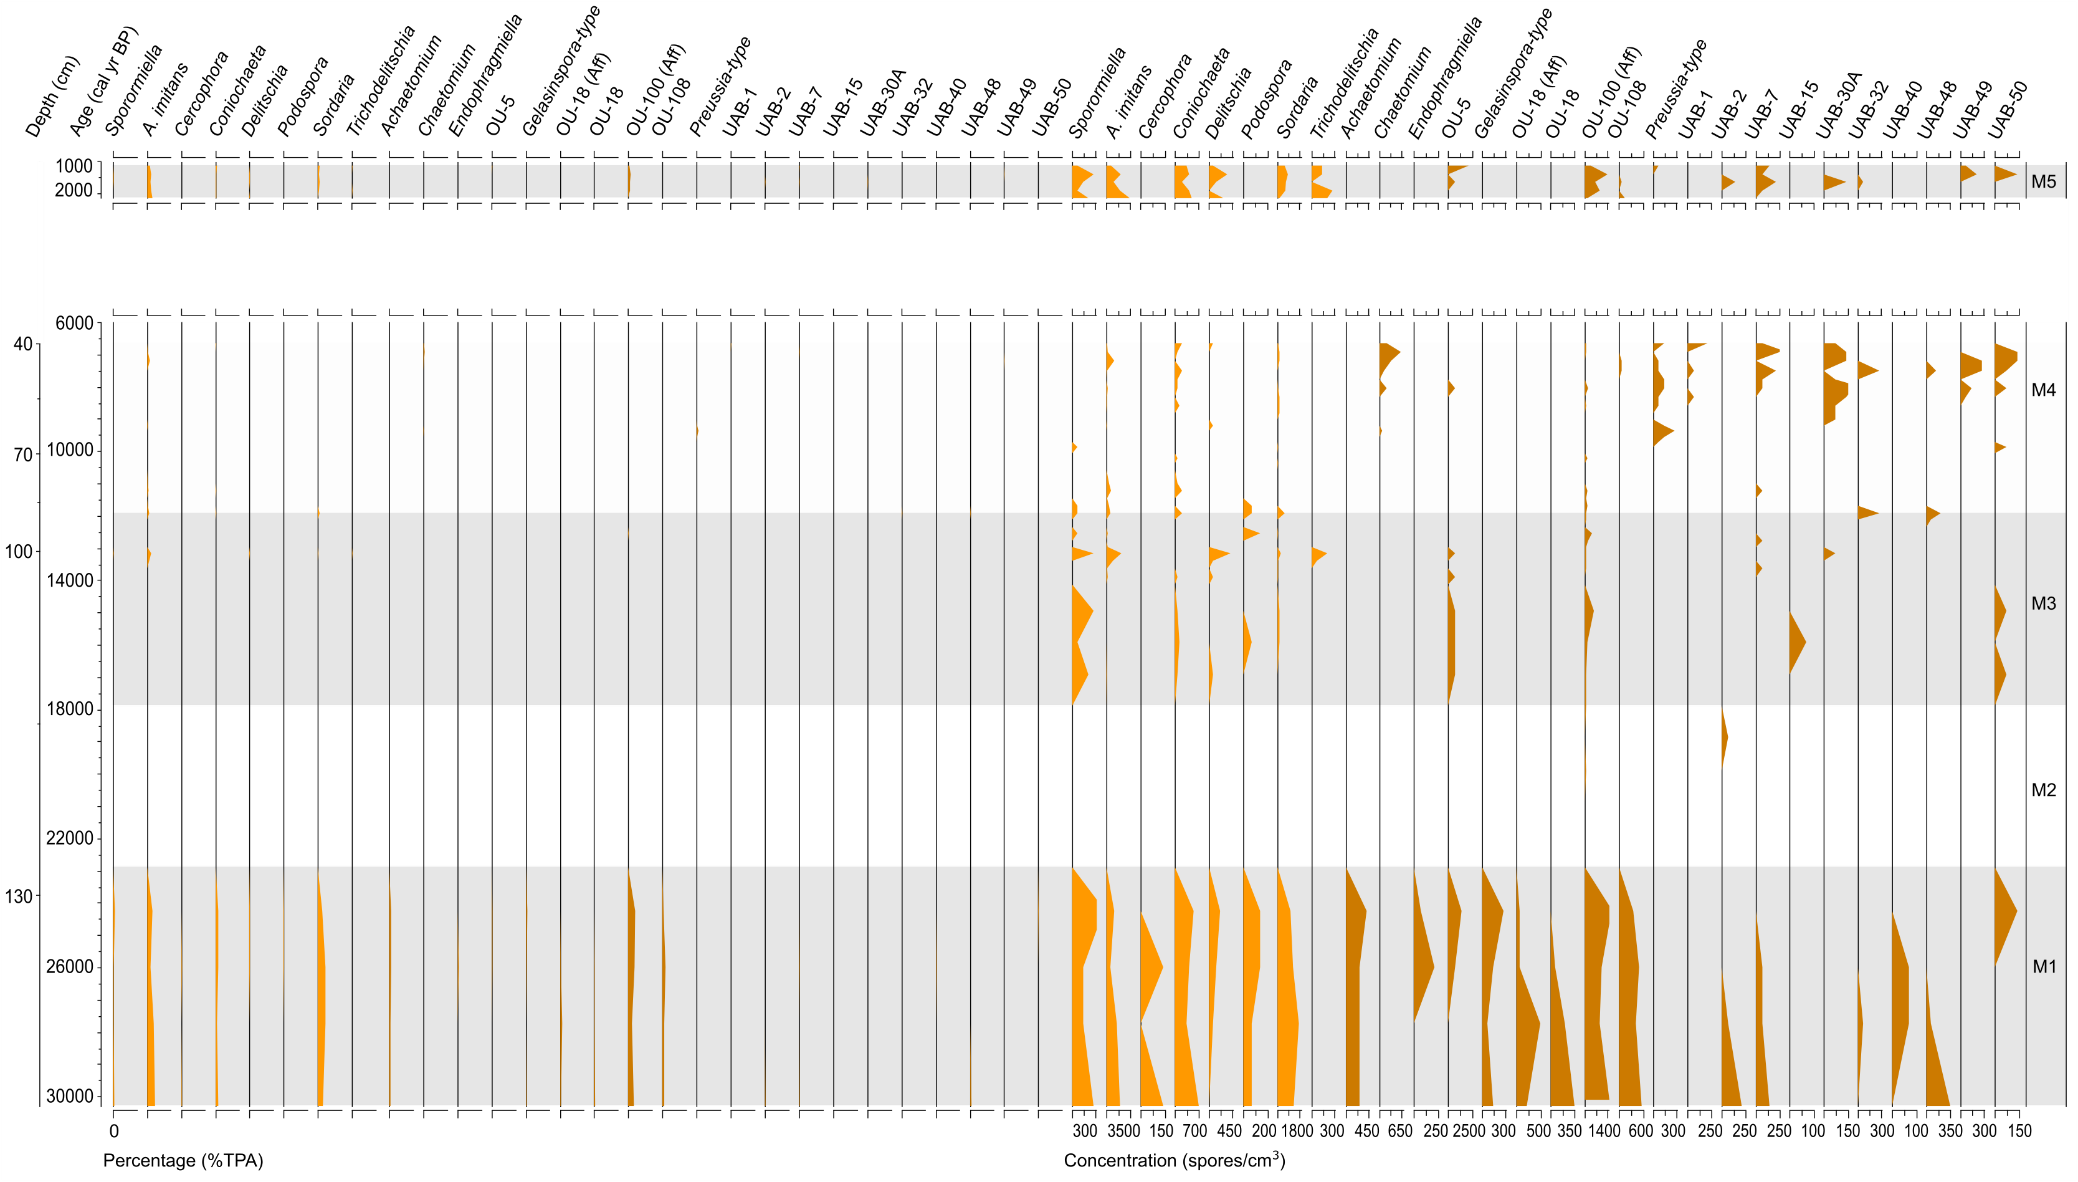 Depth (cm)
Age (cal yr BP)
Sporormiella
A. imitans
Cercophora
Coniochaeta
Delitschia
Podospora
Sordaria
Trichodelitschia
Achaetomium
Chaetomium
Endophragmiella
OU-5
Gelasinspora-type
OU-18 (Aff)
OU-18
OU-100 (Aff)
OU-108
Preussia-type
UAB-1
UAB-2
UAB-7
UAB-15
UAB-30A
UAB-32
UAB-40
UAB-48
UAB-49
UAB-50
Sporormiella
A. imitans
Cercophora
Coniochaeta
Delitschia
Podospora
Sordaria
Trichodelitschia
Achaetomium
Chaetomium
Endophragmiella
OU-5
Gelasinspora-type
OU-18 (Aff)
OU-18
OU-100 (Aff)
OU-108
Preussia-type
UAB-1
UAB-2
UAB-7
UAB-15
UAB-30A
UAB-32
UAB-40
UAB-48
UAB-49
UAB-50
1000
2000
M5
6000
40
M4
10000
70
100
14000
M3
18000
M2
22000
130
26000
M1
30000
0
300 3500 150 700 450 200 1800 300 450 650 250 2500 300 500 350 1400 600 300 250 250 250 100 150 300 100 350 300 150
Percentage (%TPA)
Concentration (spores/cm³)